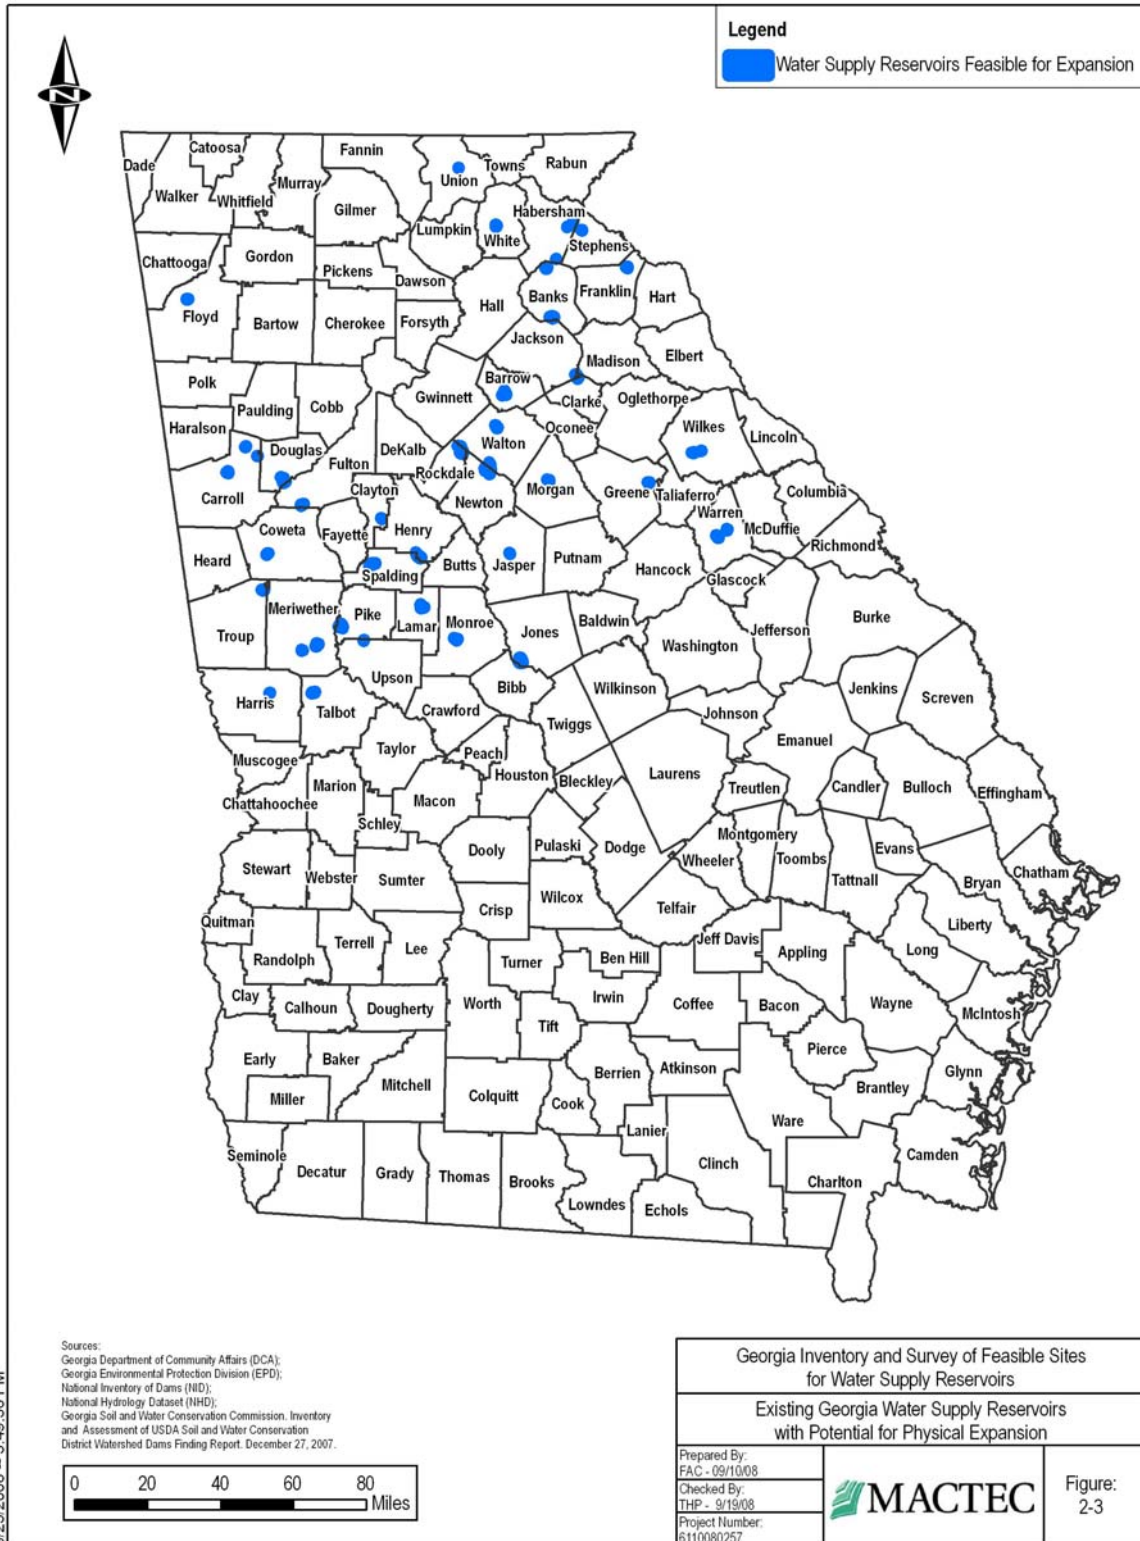 Legend
Water Supply Reservoirs Feasible for Expansion
N
Dade
Catoosa
Fannin
Towns
Rabun
Walker
Whitfield
Murray
Union
Gilmer
Habersham
Lumpkin
White
Stephens
Chattooga
Gordon
Pickens
Dawson
Hall
Banks
Franklin
Hart
Floyd
Bartow
Cherokee
Forsyth
Jackson
Madison
Elbert
Polk
Paulding
Cobb
Gwinnett
Barrow
Clarke
Oglethorpe
Haralson
Douglas
Fulton
DeKalb
Walton
Oconee
Wilkes
Lincoln
Carroll
Clayton
Rockdale
Newton
Morgan
Greene
Taliaferro
Columbia
Warren
McDuffie
Richmond
Coweta
Fayette
Henry
Heard
Spalding
Butts
Jasper
Putnam
Hancock
Glascock
Troup
Meriwether
Pike
Lamar
Monroe
Jones
Baldwin
Washington
Jefferson
Burke
Harris
Talbot
Upson
Crawford
Bibb
Twiggs
Wilkinson
Johnson
Jenkins
Screven
Muscogee
Taylor
Peach
Houston
Bleckley
Laurens
Emanuel
Chattahoochee
Marion
Macon
Treutlen
Candler
Bulloch
Effingham
Schley
Dooly
Pulaski
Dodge
Wheeler
Montgomery
Toombs
Evans
Tattnall
Bryan
Chatham
Stewart
Webster
Sumter
Crisp
Wilcox
Telfair
Quitman
Randolph
Terrell
Lee
Turner
Ben Hill
Jeff Davis
Appling
Long
Liberty
Clay
Calhoun
Dougherty
Worth
Tift
Irwin
Coffee
Bacon
Wayne
McIntosh
Early
Baker
Mitchell
Miller
Colquitt
Cook
Berrien
Atkinson
Pierce
Brantley
Glynn
Seminole
Decatur
Grady
Thomas
Brooks
Lanier
Lowndes
Echols
Clinch
Ware
Charlton
Camden
Sources:
Georgia Department of Community Affairs (DCA);
Georgia Environmental Protection Division (EPD);
National Inventory of Dams (NID);
National Hydrology Dataset (NHD);
Georgia Soil and Water Conservation Commission. Inventory
and Assessment of USDA Soil and Water Conservation
District Watershed Dams Finding Report. December 27, 2007.
0 20 40 60 80
Miles
Georgia Inventory and Survey of Feasible Sites
for Water Supply Reservoirs
Existing Georgia Water Supply Reservoirs
with Potential for Physical Expansion
Prepared By:
FAC - 09/10/08
Checked By:
THP - 9/19/08
Project Number:
6110080257
MACTEC
Figure:
2-3